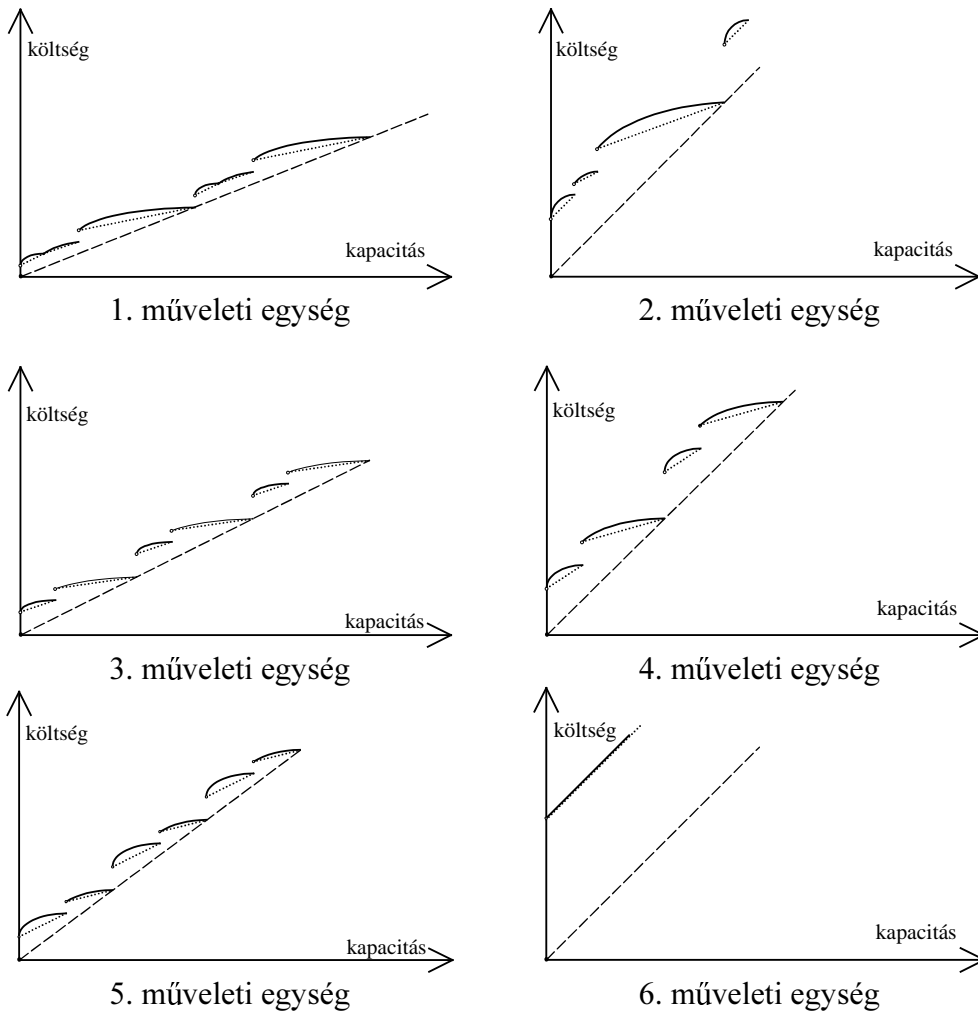 költség
kapacitás
1. műveleti egység
költség
kapacitás
2. műveleti egység
költség
kapacitás
3. műveleti egység
költség
kapacitás
4. műveleti egység
költség
kapacitás
5. műveleti egység
költség
kapacitás
6. műveleti egység